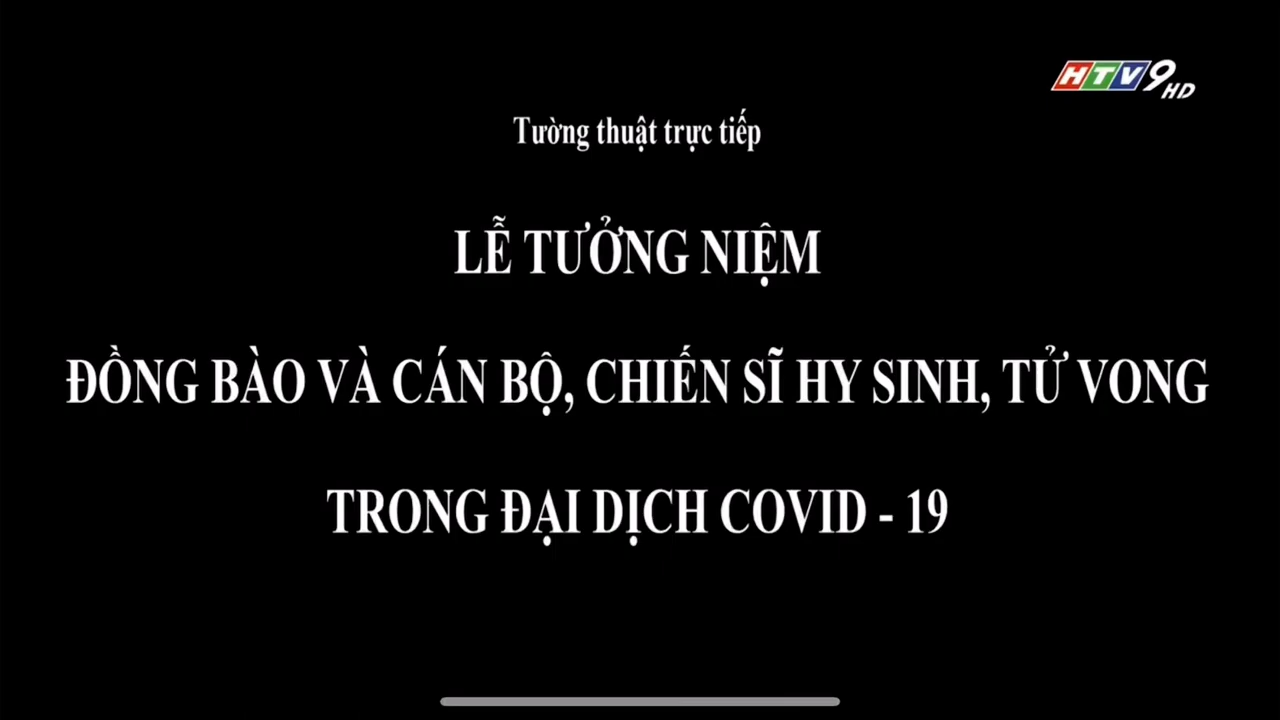 HTV9 HD
Tường thuật trực tiếp
LỄ TƯỞNG NIỆM
ĐỒNG BÀO VÀ CÁN BỘ, CHIẾN SĨ HY SINH, TỬ VONG
TRONG ĐẠI DỊCH COVID - 19